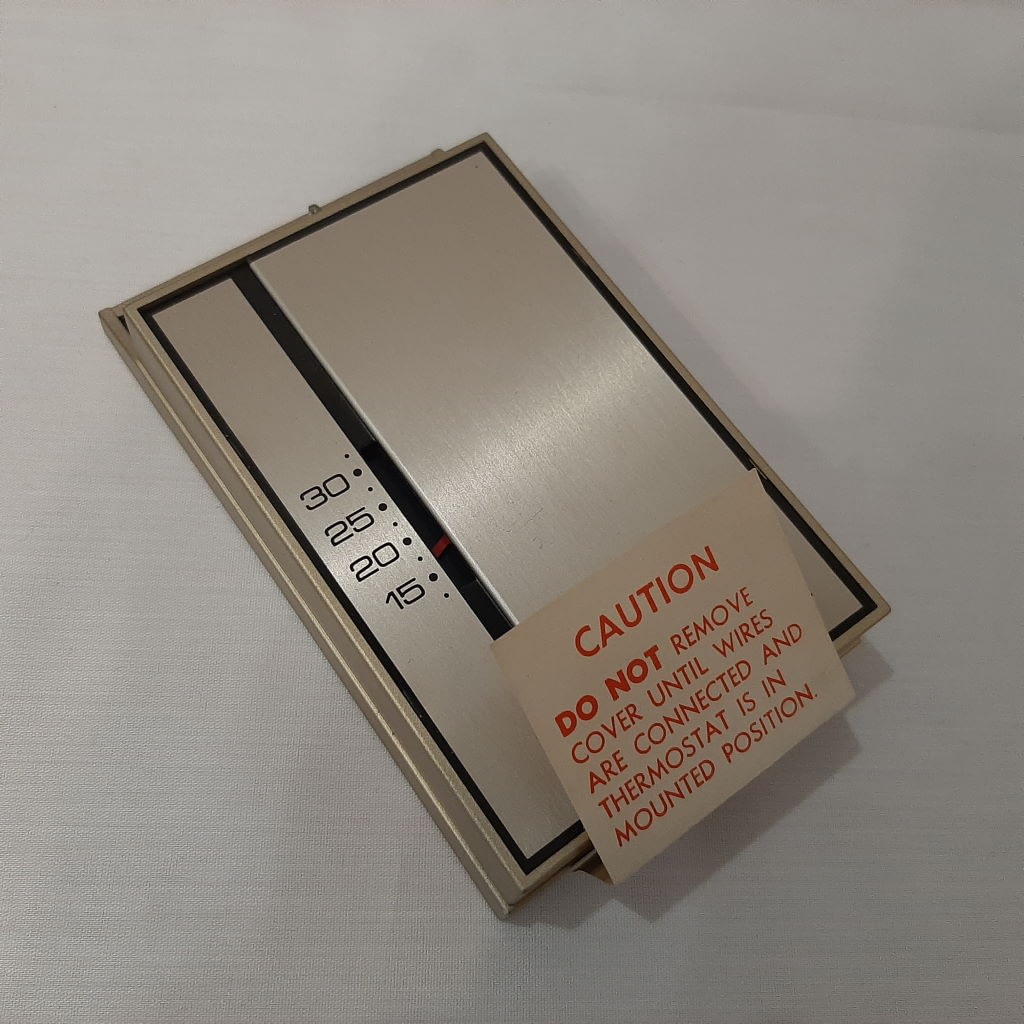 30
25
20
15
CAUTION
DO NOT REMOVE
COVER UNTIL WIRES
ARE CONNECTED AND
THERMOSTAT IS IN
MOUNTED POSITION.